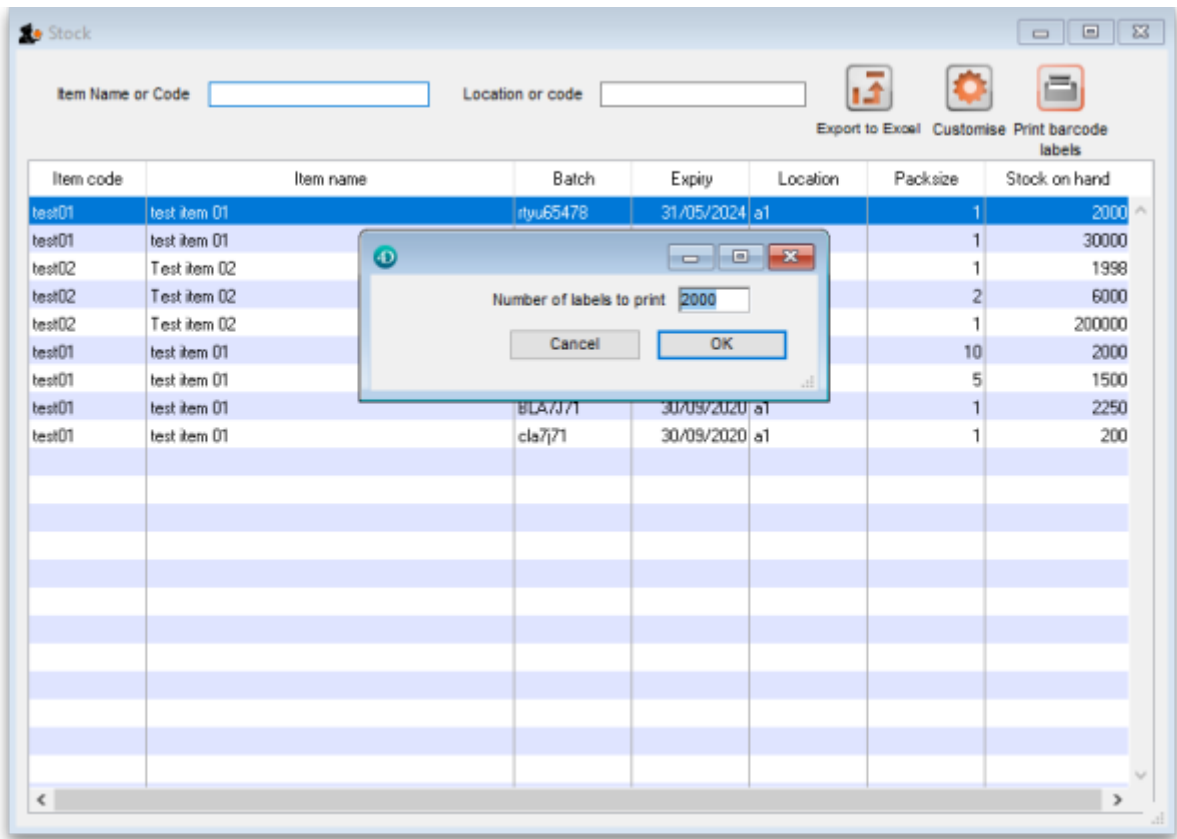 Stock
Item Name or Code Location or code
Export to Excel Customise Print barcode
labels
Item code Item name Batch Expiry Location Packsize Stock on hand
test01 test item 01 rtyu65478 31/05/2024 a1 1 2000
test01 test item 01 1 30000
test02 Test item 02 1 1998
test02 Test item 02 2 6000
test02 Test item 02 1 200000
test01 test item 01 10 2000
test01 test item 01 5 1500
test01 test item 01 BLA7J71 30/09/2020 a1 1 2250
test01 test item 01 cla7j71 30/09/2020 a1 1 200
Number of labels to print 2000
Cancel OK